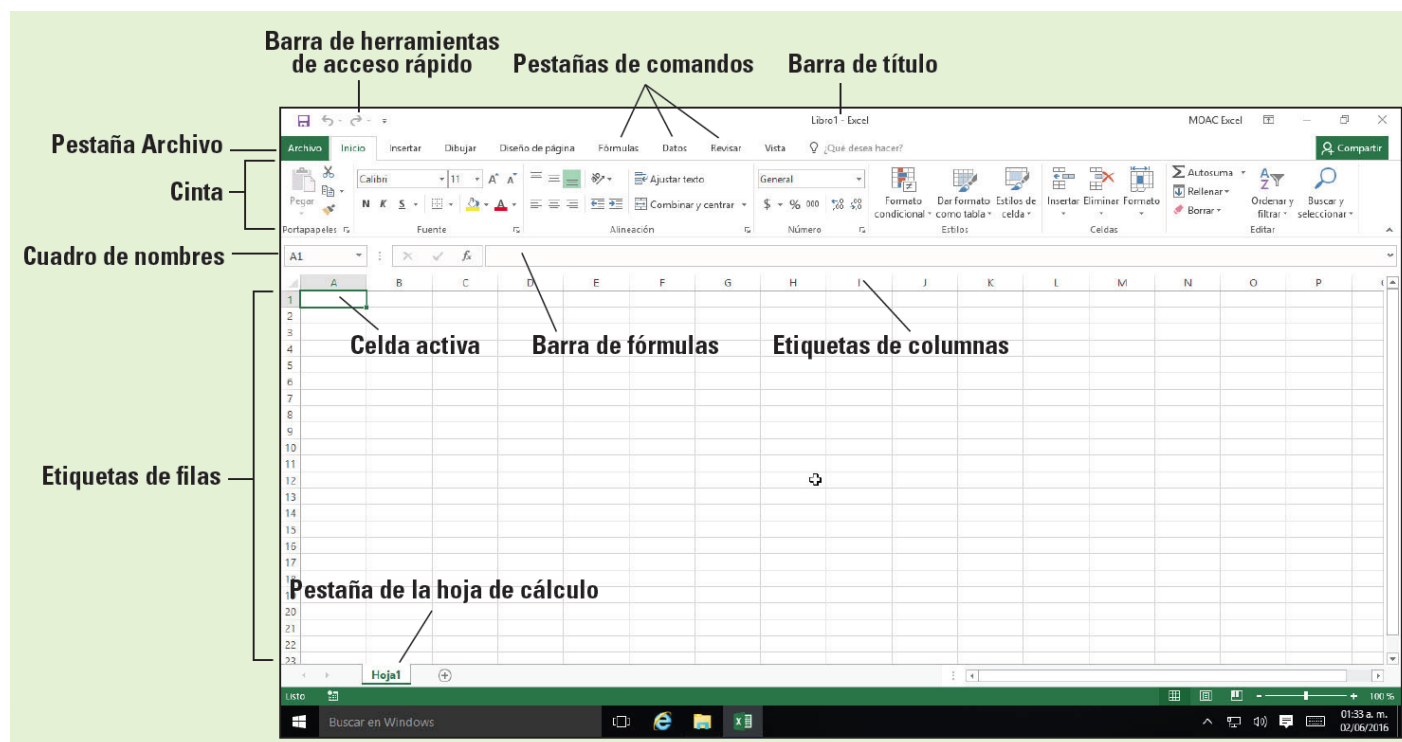 Barra de herramientas
de acceso rápido
Pestañas de comandos
Barra de título
Libro1 - Excel
MOAC Excel
Pestaña Archivo
Archivo Inicio Insertar Dibujar Diseño de página Fórmulas Datos Revisar Vista ¿Qué desea hacer? Compartir
Cinta
Pegar
Calibri 11
N K S
A A
A
Ajustar texto
Combinar y centrar
General
$ % 000
Formato
condicional
Dar formato
como tabla
Estilos de
celda
Insertar Eliminar Formato
Autosuma
Rellenar
Borrar
Ordenar y
filtrar
Buscar y
seleccionar
Portapapeles Fuente Alineación Número Estilos Celdas Editar
Cuadro de nombres
A1 fx
A B C D E F G H I J K L M N O P
1
2
3
4
5
6
7
8
9
10
11
12
13
14
15
16
17
20
21
22
23
Celda activa
Barra de fórmulas
Etiquetas de columnas
Etiquetas de filas
Pestaña de la hoja de cálculo
Hoja1
Listo
100 %
Buscar en Windows
01:33 a. m.
02/06/2016